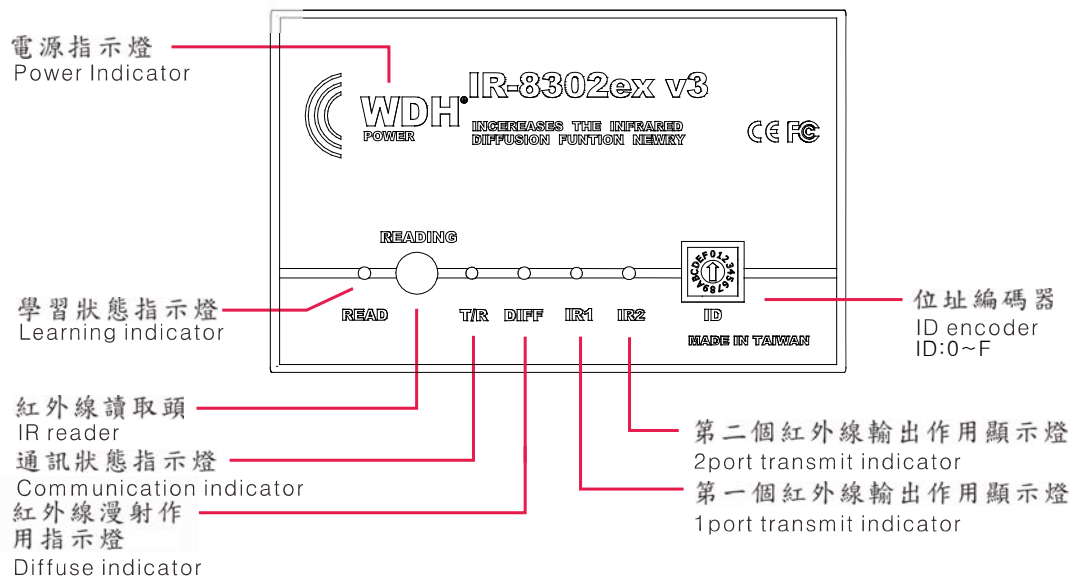 電源指示燈
Power Indicator
WDH®
POWER
IR-8302ex v3
INCEREASES THE INFRARED
DIFFUSION FUNTION NEWRY
CE FC
READING
READ
T/R
DIFF
IR1
IR2
0123456789ABCDEF
ID
MADE IN TAIWAN
學習狀態指示燈
Learning indicator
位址編碼器
ID encoder
ID:0~F
紅外線讀取頭
IR reader
通訊狀態指示燈
Communication indicator
紅外線漫射作
用指示燈
Diffuse indicator
第二個紅外線輸出作用顯示燈
2port transmit indicator
第一個紅外線輸出作用顯示燈
1port transmit indicator